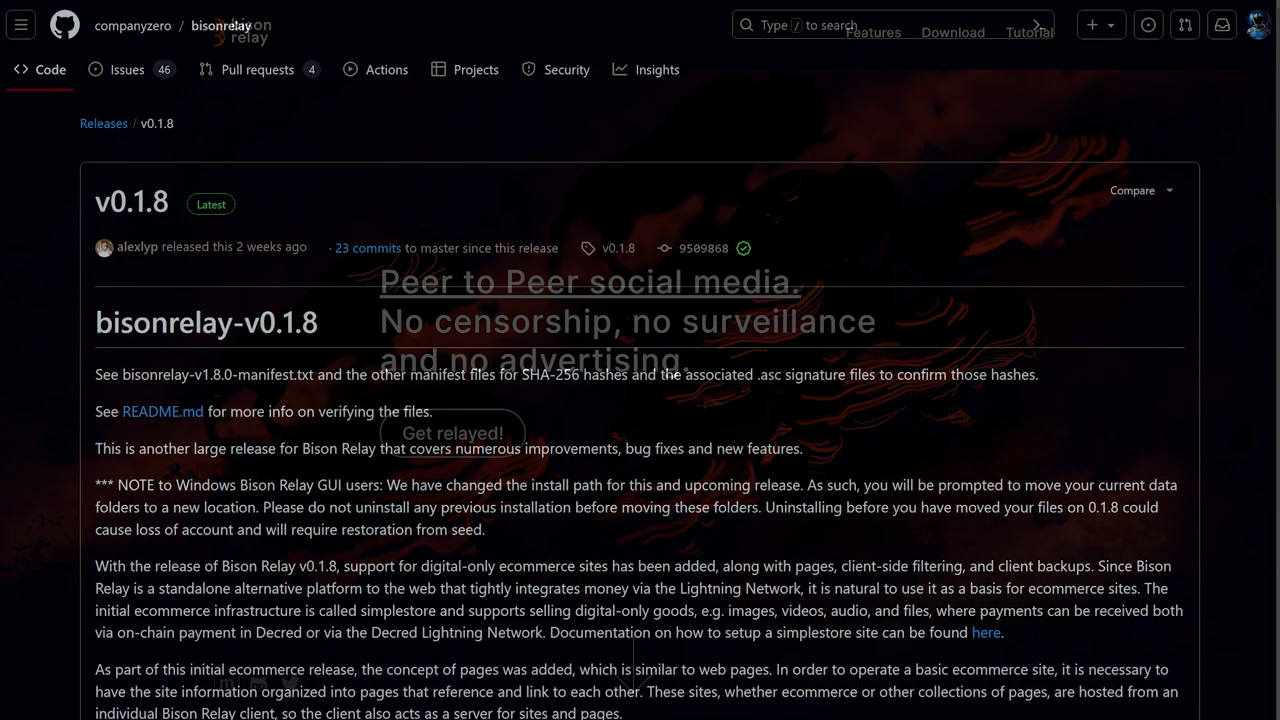 companyzero / bisonrelay
bison
relay
Type / to search
Features Download Tutorial
Code Issues 46 Pull requests 4 Actions Projects Security Insights
Releases / v0.1.8
v0.1.8 Latest
Compare
alexlyp released this 2 weeks ago · 23 commits to master since this release v0.1.8 9509868
Peer to Peer social media.
No censorship, no surveillance
and no advertising.
Get relayed!
bisonrelay-v0.1.8
See bisonrelay-v1.8.0-manifest.txt and the other manifest files for SHA-256 hashes and the associated .asc signature files to confirm those hashes.
See README.md for more info on verifying the files.
This is another large release for Bison Relay that covers numerous improvements, bug fixes and new features.
*** NOTE to Windows Bison Relay GUI users: We have changed the install path for this and upcoming release. As such, you will be prompted to move your current data
folders to a new location. Please do not uninstall any previous installation before moving these folders. Uninstalling before you have moved your files on 0.1.8 could
cause loss of account and will require restoration from seed.
With the release of Bison Relay v0.1.8, support for digital-only ecommerce sites has been added, along with pages, client-side filtering, and client backups. Since Bison
Relay is a standalone alternative platform to the web that tightly integrates money via the Lightning Network, it is natural to use it as a basis for ecommerce sites. The
initial ecommerce infrastructure is called simplestore and supports selling digital-only goods, e.g. images, videos, audio, and files, where payments can be received both
via on-chain payment in Decred or via the Decred Lightning Network. Documentation on how to setup a simplestore site can be found here.
As part of this initial ecommerce release, the concept of pages was added, which is similar to web pages. In order to operate a basic ecommerce site, it is necessary to
have the site information organized into pages that reference and link to each other. These sites, whether ecommerce or other collections of pages, are hosted from an
individual Bison Relay client, so the client also acts as a server for sites and pages.